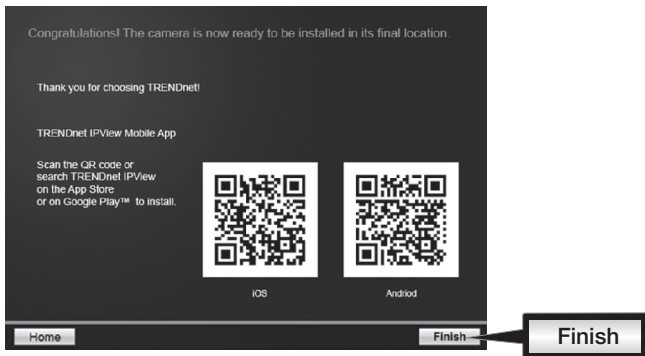 Congratulations! The camera is now ready to be installed in its final location.
Thank you for choosing TRENDnet!
TRENDnet IPView Mobile App
Scan the QR code or
search TRENDnet IPView
on the App Store
or on Google Play™ to install.
iOS
Andriod
Home
Finish
Finish